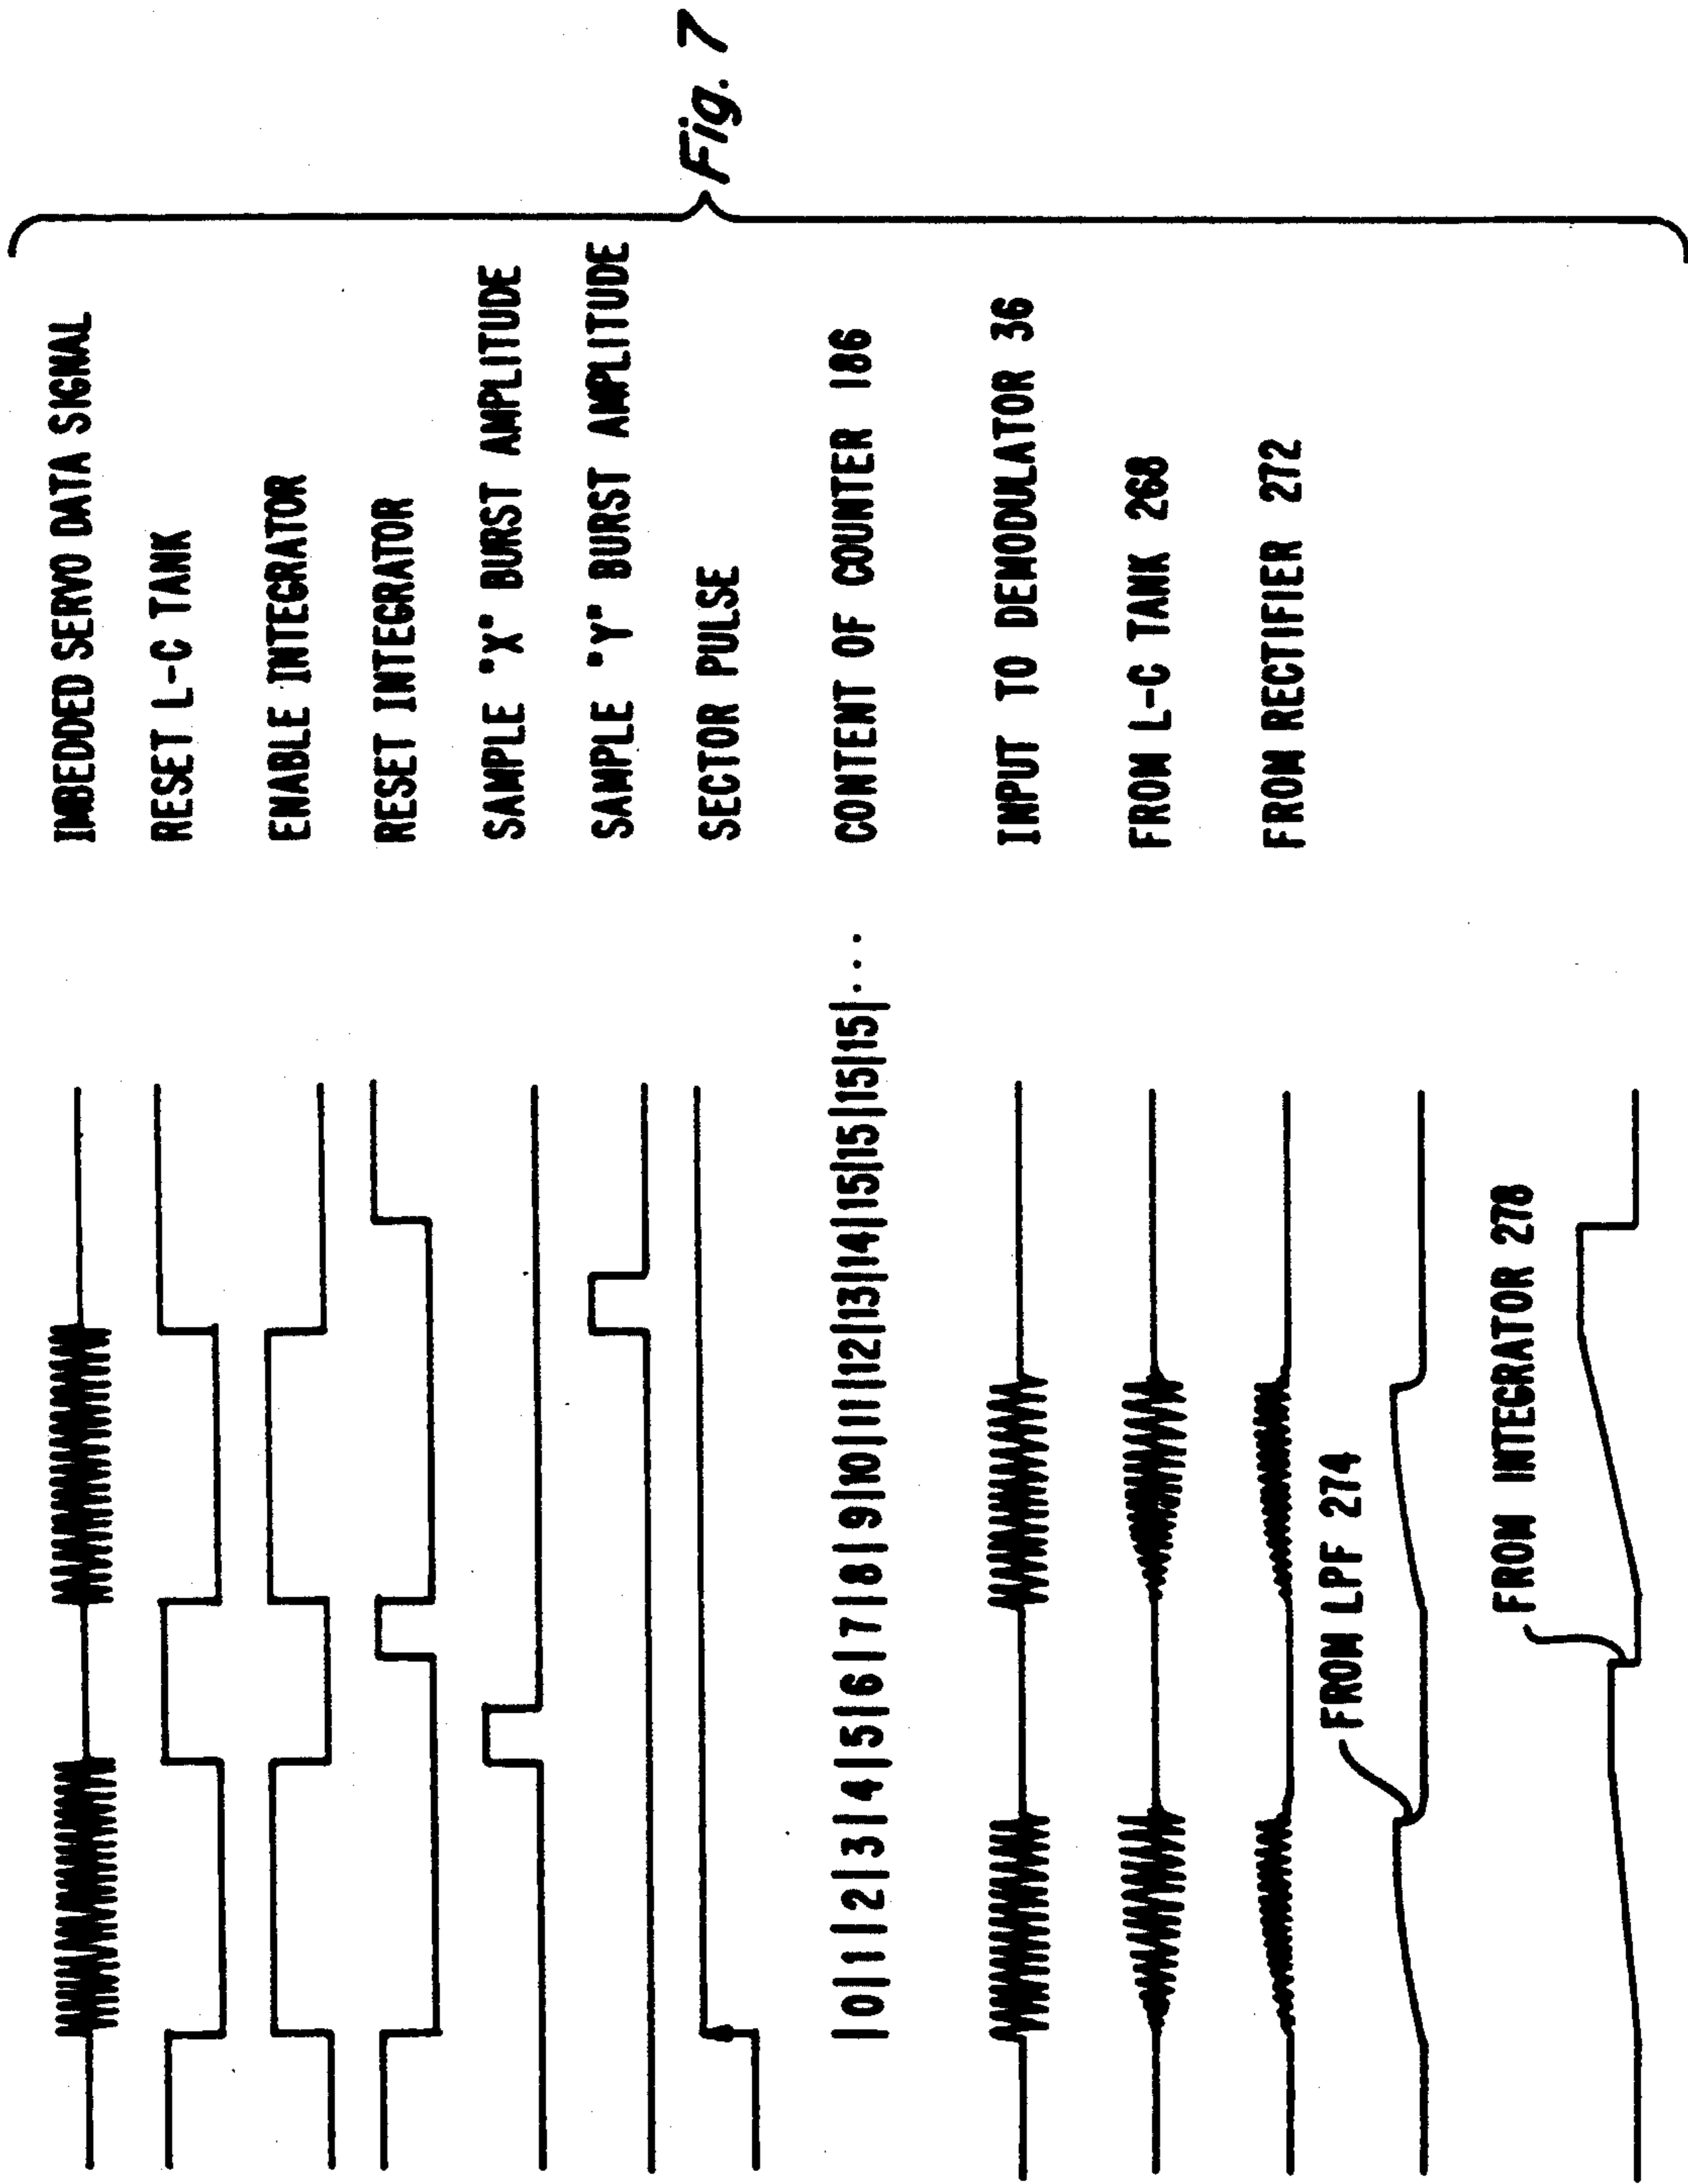 IMBEDDED SERVO DATA SIGNAL
RESET L-C TANK
ENABLE INTEGRATOR
RESET INTEGRATOR
SAMPLE "X" BURST AMPLITUDE
SAMPLE "Y" BURST AMPLITUDE
SECTOR PULSE
|0|1|2|3|4|5|6|7|8|9|10|11|12|13|14|15|15|15|15|...
CONTENT OF COUNTER 186
INPUT TO DEMODULATOR 36
FROM L-C TANK 268
FROM RECTIFIER 272
FROM LPF 274
FROM INTEGRATOR 278
Fig. 7